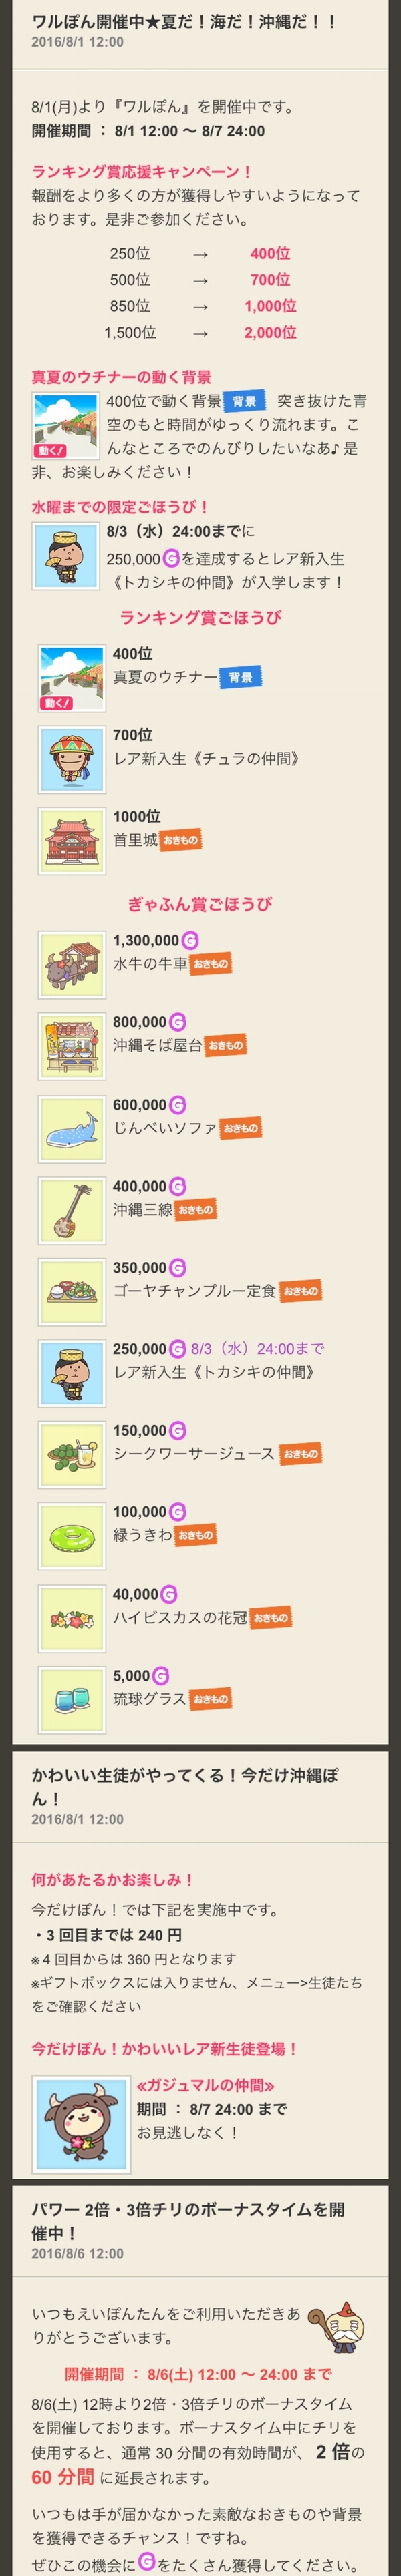 ワルぽん開催中★夏だ！海だ！沖縄だ！！
2016/8/1 12:00
8/1(月)より『ワルぽん』を開催中です。
開催期間 ： 8/1 12:00 〜 8/7 24:00
ランキング賞応援キャンペーン！
報酬をより多くの方が獲得しやすいようになって
おります。是非ご参加ください。
250位 → 400位
500位 → 700位
850位 → 1,000位
1,500位 → 2,000位
真夏のウチナーの動く背景
動く!
400位で動く背景 背景 突き抜けた青
空のもと時間がゆっくり流れます。こ
んなところでのんびりしたいなあ♪ 是
非、お楽しみください！
水曜までの限定ごほうび！
8/3（水）24:00までに
250,000Gを達成するとレア新入生
《トカシキの仲間》が入学します！
ランキング賞ごほうび
動く!
400位
真夏のウチナー 背景
700位
レア新入生《チュラの仲間》
1000位
首里城 おきもの
ぎゃふん賞ごほうび
1,300,000G
水牛の牛車 おきもの
800,000G
沖縄そば屋台 おきもの
600,000G
じんべいソファ おきもの
400,000G
沖縄三線 おきもの
350,000G
ゴーヤチャンプルー定食 おきもの
250,000G 8/3（水）24:00まで
レア新入生《トカシキの仲間》
150,000G
シークワーサージュース おきもの
100,000G
緑うきわ おきもの
40,000G
ハイビスカスの花冠 おきもの
5,000G
琉球グラス おきもの
かわいい生徒がやってくる！今だけ沖縄ぽ
ん！
2016/8/1 12:00
何があたるかお楽しみ！
今だけぽん！では下記を実施中です。
・3 回目までは 240 円
※４回目からは 360 円となります
※ギフトボックスには入りません、メニュー>生徒たち
をご確認ください
今だけぽん！かわいいレア新生徒登場！
≪ガジュマルの仲間≫
期間 ： 8/7 24:00 まで
お見逃しなく！
パワー 2倍・3倍チリのボーナスタイムを開
催中！
2016/8/6 12:00
いつもえいぽんたんをご利用いただきあ
りがとうございます。
開催期間 ： 8/6(土) 12:00 〜 24:00 まで
8/6(土) 12時より2倍・3倍チリのボーナスタイム
を開催しております。ボーナスタイム中にチリを
使用すると、通常 30 分間の有効時間が、 2 倍の
60 分間 に延長されます。
いつもは手が届かなかった素敵なおきものや背景
を獲得できるチャンス！ですね。
ぜひこの機会にGをたくさん獲得してください。